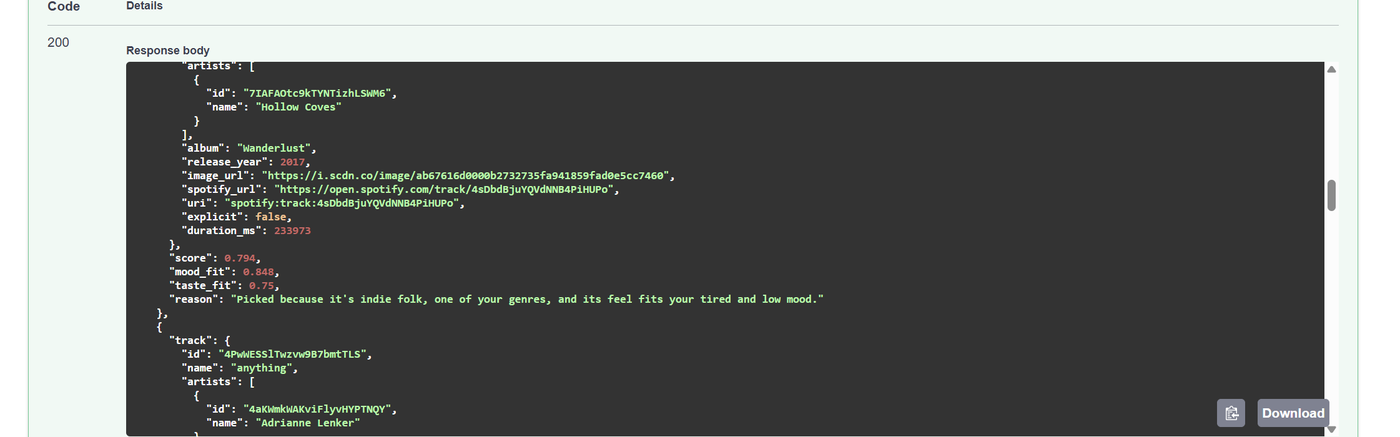 Code Details
200
Response body
"artists": [
{
"id": "7IAFAOtc9kTYNTizhLSWM6",
"name": "Hollow Coves"
}
],
"album": "Wanderlust",
"release_year": 2017,
"image_url": "https://i.scdn.co/image/ab67616d0000b2732735fa941859fad0e5cc7460",
"spotify_url": "https://open.spotify.com/track/4sDbdBjuYQVdNNB4PiHUPo",
"uri": "spotify:track:4sDbdBjuYQVdNNB4PiHUPo",
"explicit": false,
"duration_ms": 233973
},
"score": 0.794,
"mood_fit": 0.848,
"taste_fit": 0.75,
"reason": "Picked because it's indie folk, one of your genres, and its feel fits your tired and low mood."
},
{
"track": {
"id": "4PwWESSlTwzvw9B7bmtTLS",
"name": "anything",
"artists": [
{
"id": "4aKWmkWAKviFlyvHYPTNQY",
"name": "Adrianne Lenker"
}
Download